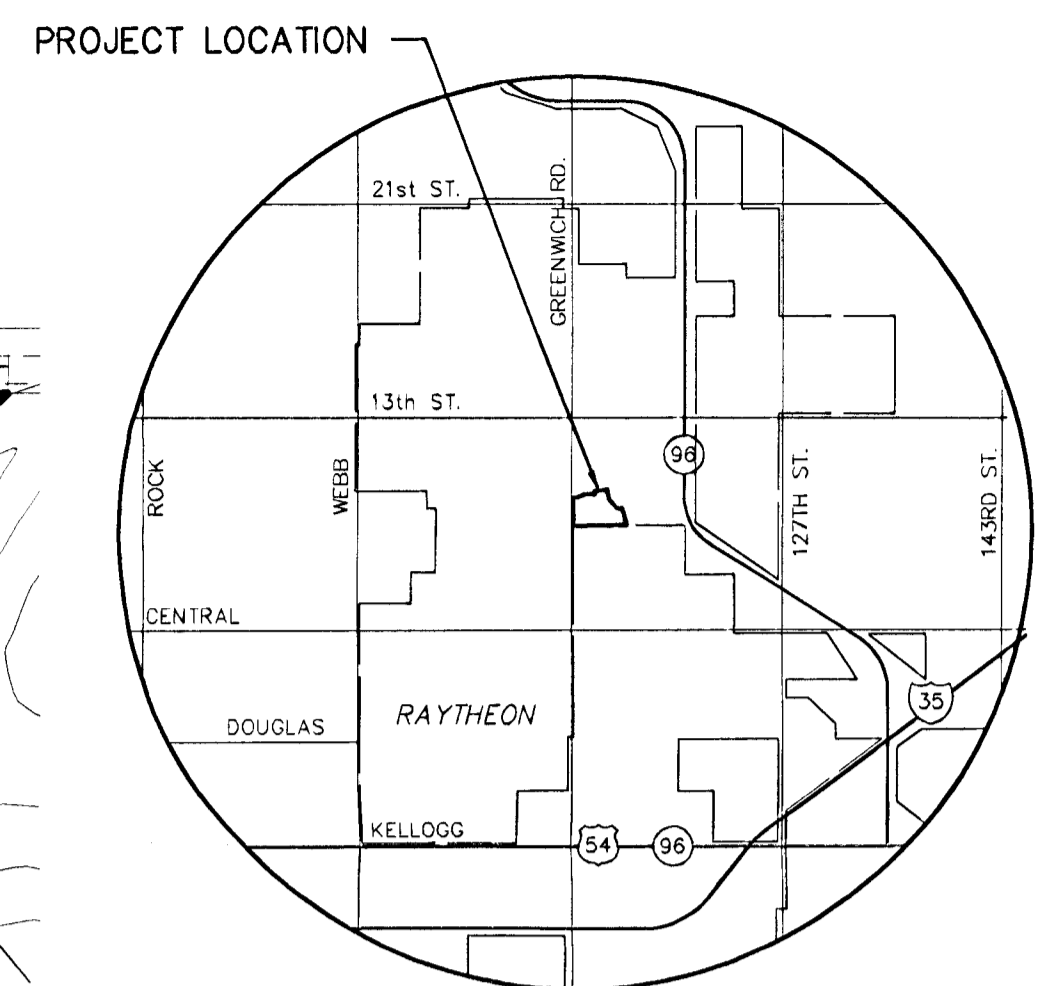 PROJECT LOCATION
21st ST.
GREENWICH RD.
13th ST.
96
ROCK
WEBB
127TH ST.
143RD ST.
CENTRAL
RAYTHEON
35
DOUGLAS
KELLOGG
54
96